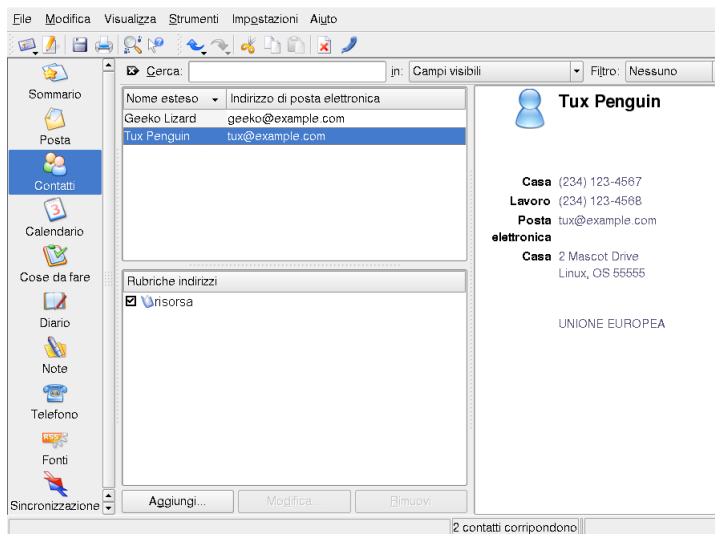 File Modifica Visualizza Strumenti Impostazioni Aiuto
Cerca: in: Campi visibili Filtro: Nessuno
Sommario
Posta
Contatti
Calendario
Cose da fare
Diario
Note
Telefono
Fonti
Sincronizzazione
Nome esteso Indirizzo di posta elettronica
Geeko Lizard geeko@example.com
Tux Penguin tux@example.com
Rubriche indirizzi
risorsa
Aggiungi... Modifica... Rimuovi
Tux Penguin
Casa (234) 123-4567
Lavoro (234) 123-4568
Posta tux@example.com
elettronica
Casa 2 Mascot Drive
Linux, OS 55555
UNIONE EUROPEA
2 contatti corripondono